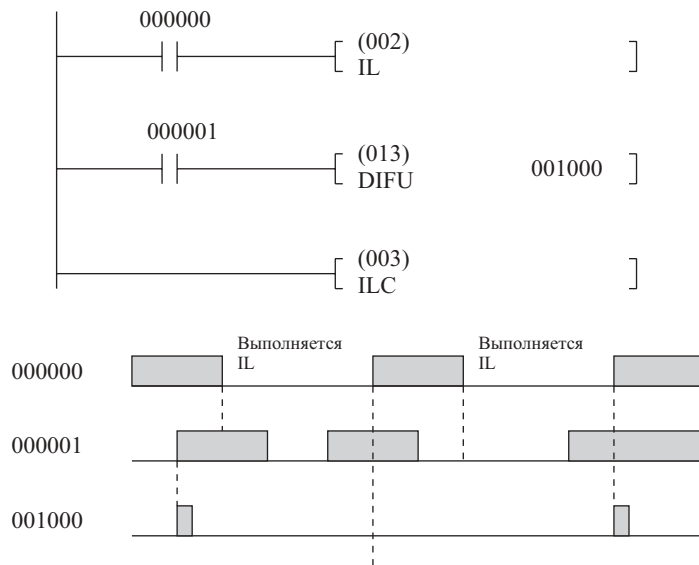 000000
(002)
IL
000001
(013)
DIFU 001000
(003)
ILC
Выполняется
IL
Выполняется
IL
000000
000001
001000